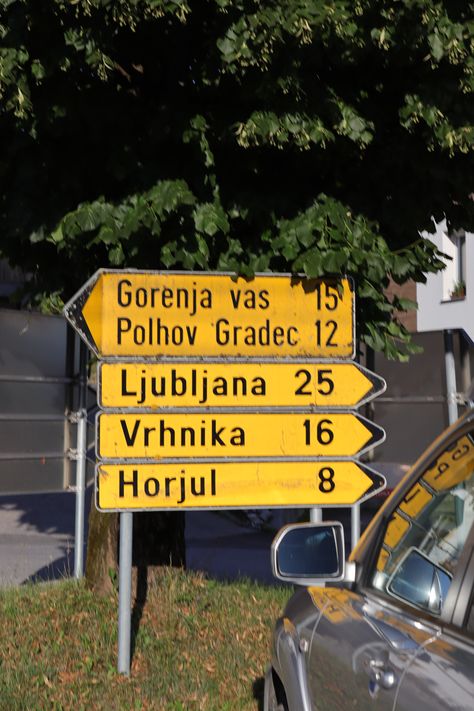 Gorenja vas 15
Polhov Gradec 12
Ljubljana 25
Vrhnika 16
Horjul 8